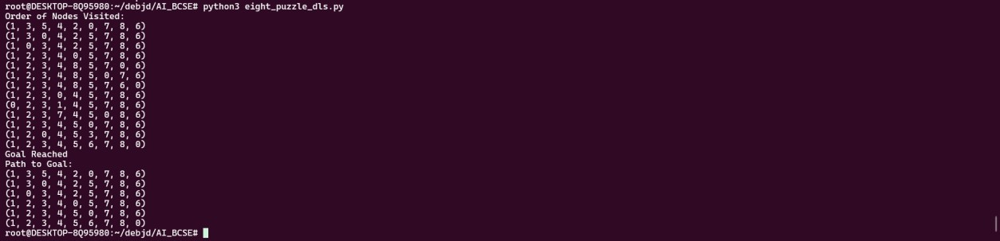 root@DESKTOP-8Q95980:~/debjd/AI_BCSE# python3 eight_puzzle_dls.py
Order of Nodes Visited:
(1, 3, 5, 4, 2, 0, 7, 8, 6)
(1, 3, 0, 4, 2, 5, 7, 8, 6)
(1, 0, 3, 4, 2, 5, 7, 8, 6)
(1, 2, 3, 4, 0, 5, 7, 8, 6)
(1, 2, 3, 4, 8, 5, 7, 0, 6)
(1, 2, 3, 4, 8, 5, 0, 7, 6)
(1, 2, 3, 4, 8, 5, 7, 6, 0)
(1, 2, 3, 0, 4, 5, 7, 8, 6)
(0, 2, 3, 1, 4, 5, 7, 8, 6)
(1, 2, 3, 7, 4, 5, 0, 8, 6)
(1, 2, 3, 4, 5, 0, 7, 8, 6)
(1, 2, 0, 4, 5, 3, 7, 8, 6)
(1, 2, 3, 4, 5, 6, 7, 8, 0)
Goal Reached
Path to Goal:
(1, 3, 5, 4, 2, 0, 7, 8, 6)
(1, 3, 0, 4, 2, 5, 7, 8, 6)
(1, 0, 3, 4, 2, 5, 7, 8, 6)
(1, 2, 3, 4, 0, 5, 7, 8, 6)
(1, 2, 3, 4, 5, 0, 7, 8, 6)
(1, 2, 3, 4, 5, 6, 7, 8, 0)
root@DESKTOP-8Q95980:~/debjd/AI_BCSE#